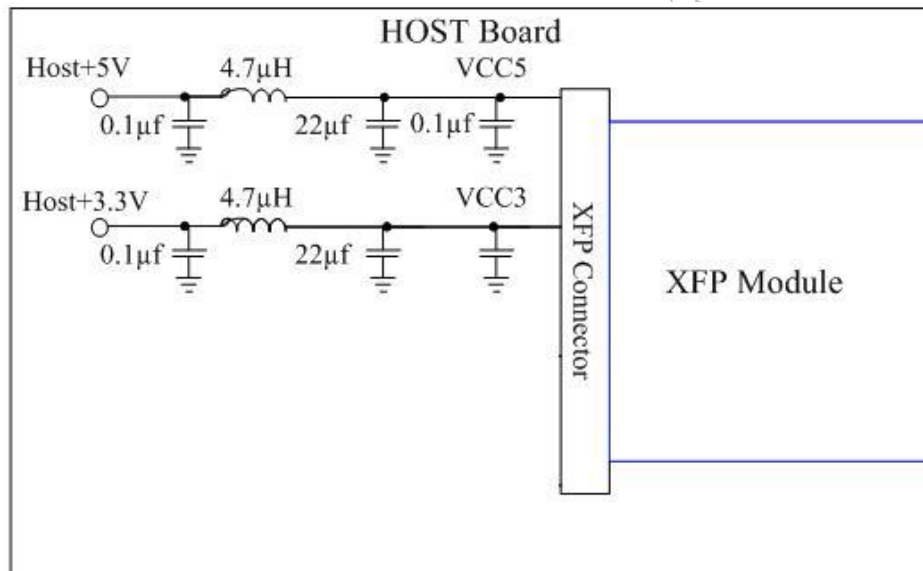 HOST Board
Host+5V
4.7µH
VCC5
0.1µf
22µf
0.1µf
Host+3.3V
4.7µH
VCC3
0.1µf
22µf
XFP Connector
XFP Module